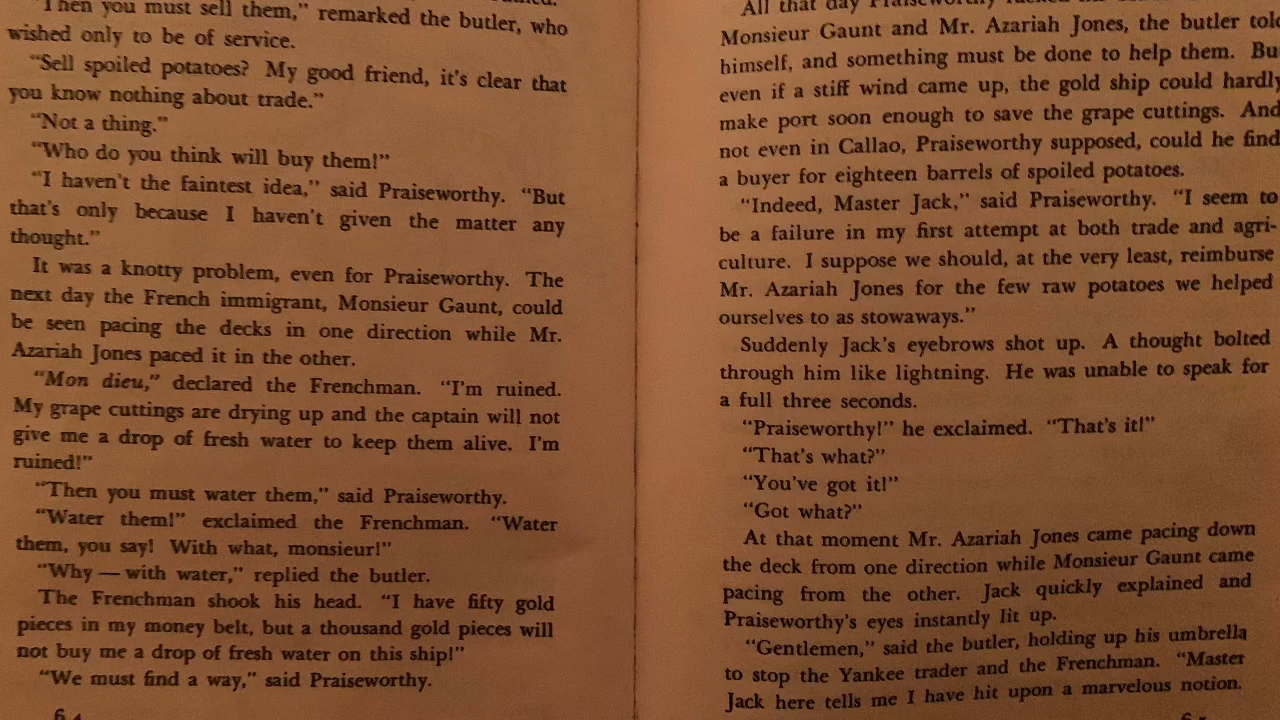 "Then you must sell them," remarked the butler, who
wished only to be of service.
"Sell spoiled potatoes? My good friend, it's clear that
you know nothing about trade."
"Not a thing."
"Who do you think will buy them!"
"I haven't the faintest idea," said Praiseworthy. "But
that's only because I haven't given the matter any
thought."
It was a knotty problem, even for Praiseworthy. The
next day the French immigrant, Monsieur Gaunt, could
be seen pacing the decks in one direction while Mr.
Azariah Jones paced it in the other.
"Mon dieu," declared the Frenchman. "I'm ruined.
My grape cuttings are drying up and the captain will not
give me a drop of fresh water to keep them alive. I'm
ruined!"
"Then you must water them," said Praiseworthy.
"Water them!" exclaimed the Frenchman. "Water
them, you say! With what, monsieur!"
"Why — with water," replied the butler.
The Frenchman shook his head. "I have fifty gold
pieces in my money belt, but a thousand gold pieces will
not buy me a drop of fresh water on this ship!"
"We must find a way," said Praiseworthy.
All that day Praiseworthy
Monsieur Gaunt and Mr. Azariah Jones, the butler told
himself, and something must be done to help them. Bu
even if a stiff wind came up, the gold ship could hardly
make port soon enough to save the grape cuttings. And
not even in Callao, Praiseworthy supposed, could he find
a buyer for eighteen barrels of spoiled potatoes.
"Indeed, Master Jack," said Praiseworthy. "I seem to
be a failure in my first attempt at both trade and agri-
culture. I suppose we should, at the very least, reimburse
Mr. Azariah Jones for the few raw potatoes we helped
ourselves to as stowaways."
Suddenly Jack's eyebrows shot up. A thought bolted
through him like lightning. He was unable to speak for
a full three seconds.
"Praiseworthy!" he exclaimed. "That's it!"
"That's what?"
"You've got it!"
"Got what?"
At that moment Mr. Azariah Jones came pacing down
the deck from one direction while Monsieur Gaunt came
pacing from the other. Jack quickly explained and
Praiseworthy's eyes instantly lit up.
"Gentlemen," said the butler, holding up his umbrella
to stop the Yankee trader and the Frenchman. "Master
Jack here tells me I have hit upon a marvelous notion.